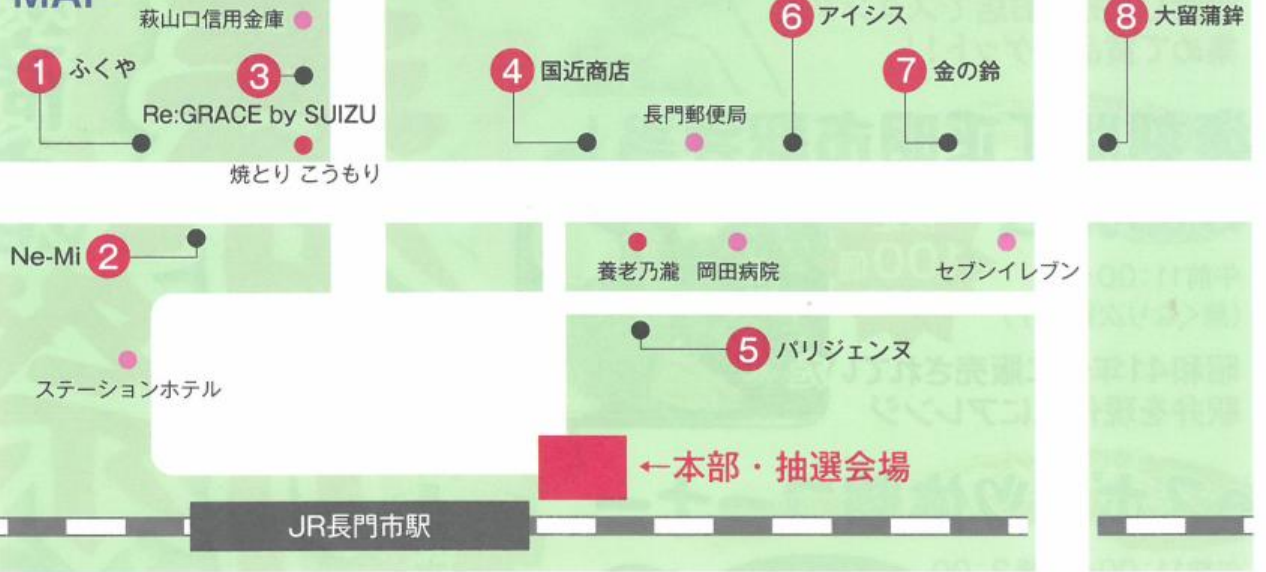 MAP
萩山口信用金庫
1 ふくや
3
Re:GRACE by SUIZU
焼とり こうもり
4 国近商店
長門郵便局
6 アイシス
7 金の鈴
8 大留蒲鉾
Ne-Mi 2
養老乃瀧
岡田病院
セブンイレブン
5 パリジェンヌ
ステーションホテル
←本部・抽選会場
JR長門市駅